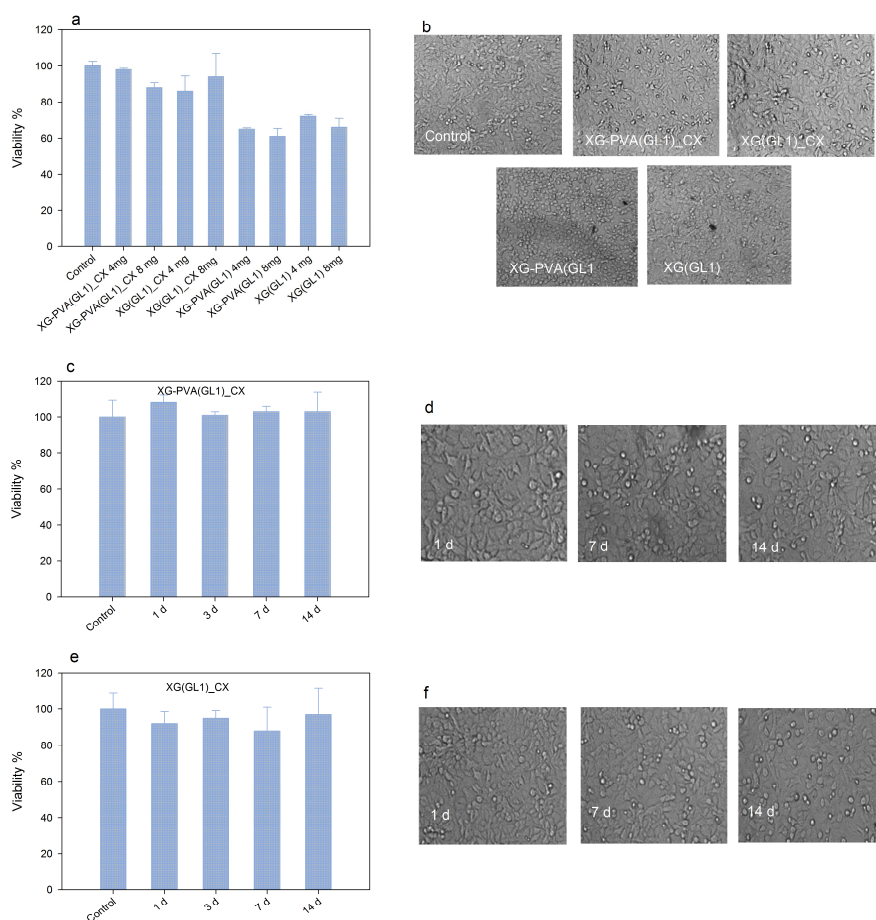 a
120
100
80
60
40
20
0
Viability %
Control
XG-PVA(GL1)_CX 4mg
XG-PVA(GL1)_CX 8 mg
XG(GL1)_CX 4 mg
XG(GL1)_CX 8mg
XG-PVA(GL1) 4mg
XG-PVA(GL1) 8mg
XG(GL1) 4 mg
XG(GL1) 8mg
b
Control
XG-PVA(GL1)_CX
XG(GL1)_CX
XG-PVA(GL1
XG(GL1)
c
XG-PVA(GL1)_CX
120
100
80
60
40
20
0
Viability %
Control
1 d
3 d
7 d
14 d
d
1 d
7 d
14 d
e
XG(GL1)_CX
120
100
80
60
40
20
0
Viability %
Control
1 d
3 d
7 d
14 d
f
1 d
7 d
14 d